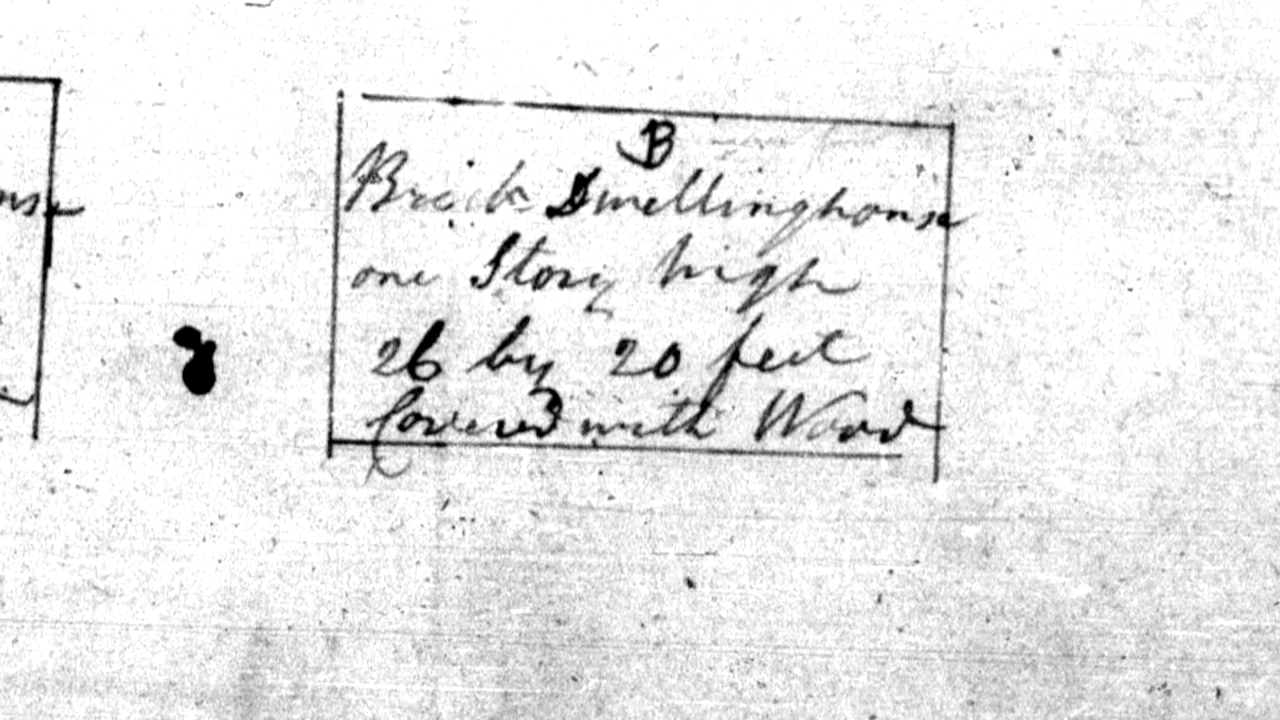 B
Brick Dwellinghouse
one Story high
26 by 20 feet
Covered with Wood